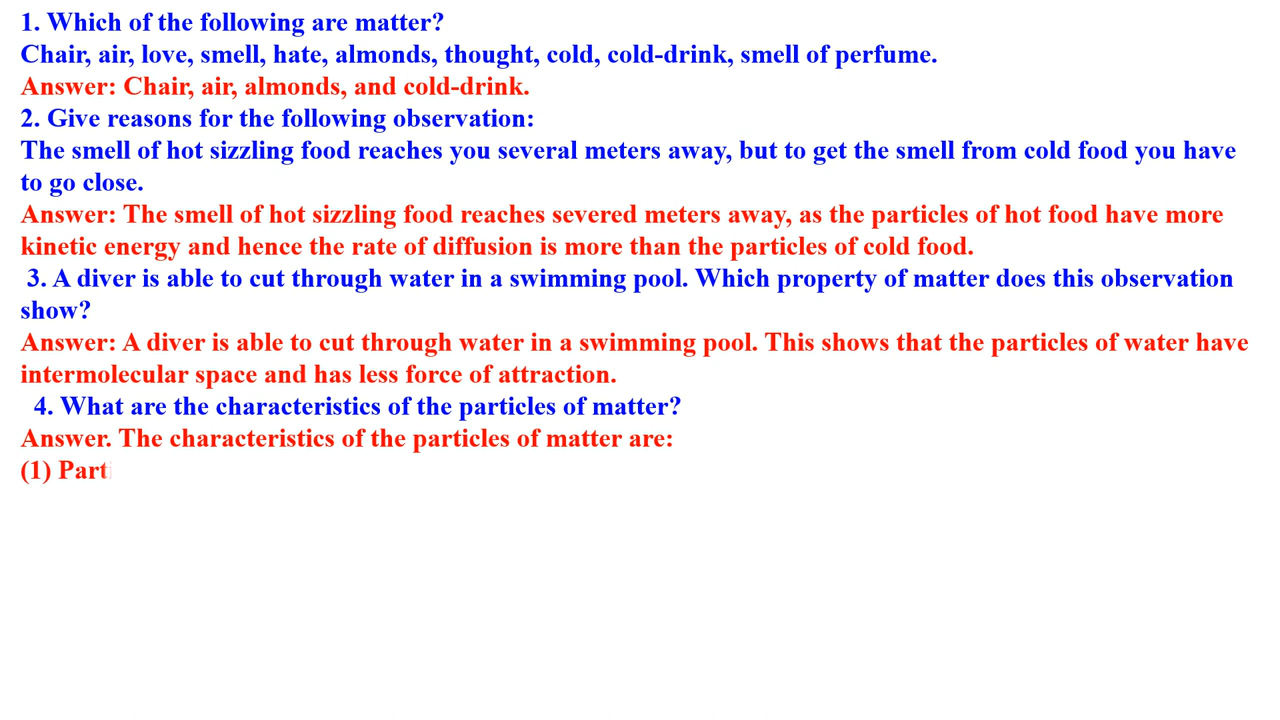 1. Which of the following are matter?
Chair, air, love, smell, hate, almonds, thought, cold, cold-drink, smell of perfume.
Answer: Chair, air, almonds, and cold-drink.
2. Give reasons for the following observation:
The smell of hot sizzling food reaches you several meters away, but to get the smell from cold food you have
to go close.
Answer: The smell of hot sizzling food reaches severed meters away, as the particles of hot food have more
kinetic energy and hence the rate of diffusion is more than the particles of cold food.
3. A diver is able to cut through water in a swimming pool. Which property of matter does this observation
show?
Answer: A diver is able to cut through water in a swimming pool. This shows that the particles of water have
intermolecular space and has less force of attraction.
4. What are the characteristics of the particles of matter?
Answer. The characteristics of the particles of matter are:
(1) Part